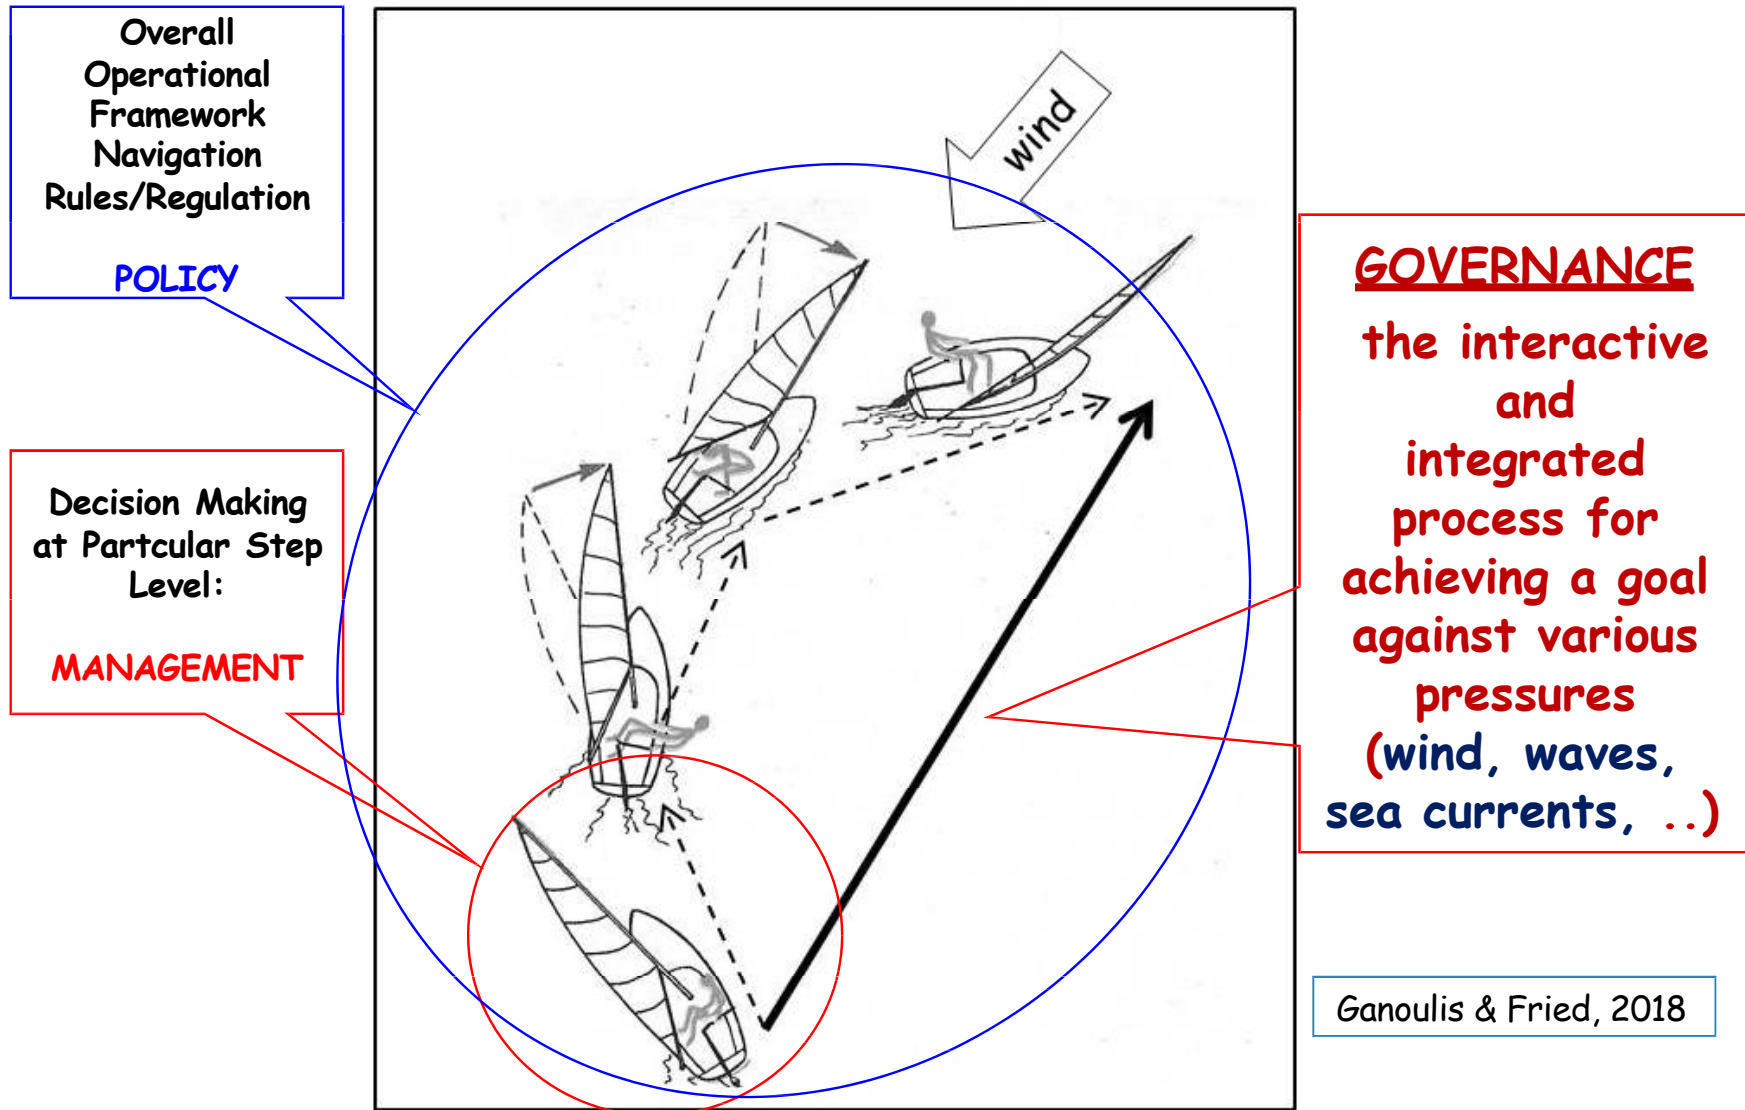 Overall
Operational
Framework
Navigation
Rules/Regulation
POLICY
Decision Making
at Partcular Step
Level:
MANAGEMENT
wind
GOVERNANCE
the interactive
and
integrated
process for
achieving a goal
against various
pressures
(wind, waves,
sea currents, ..)
Ganoulis & Fried, 2018